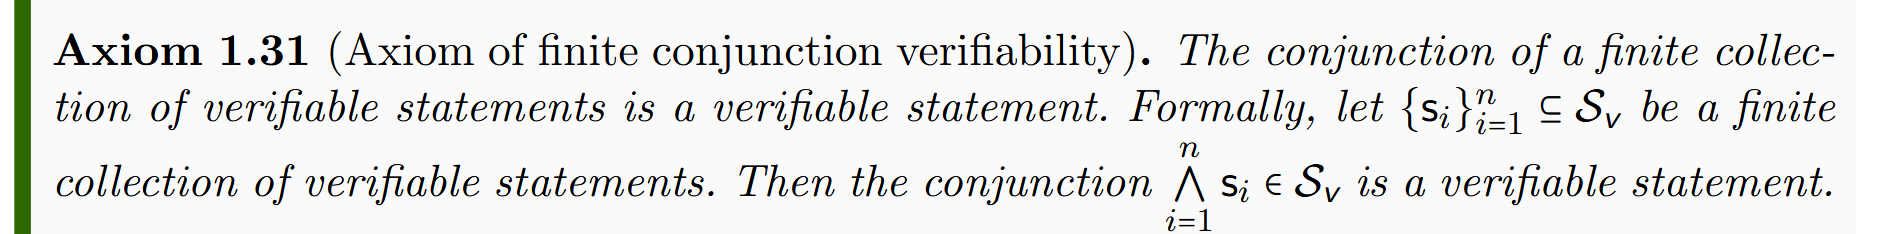 Axiom 1.31 (Axiom of finite conjunction verifiability). The conjunction of a finite collec-
tion of verifiable statements is a verifiable statement. Formally, let {s_i}_{i=1}^n ⊆ 𝒮_v be a finite
collection of verifiable statements. Then the conjunction ⋀_{i=1}^n s_i ∈ 𝒮_v is a verifiable statement.